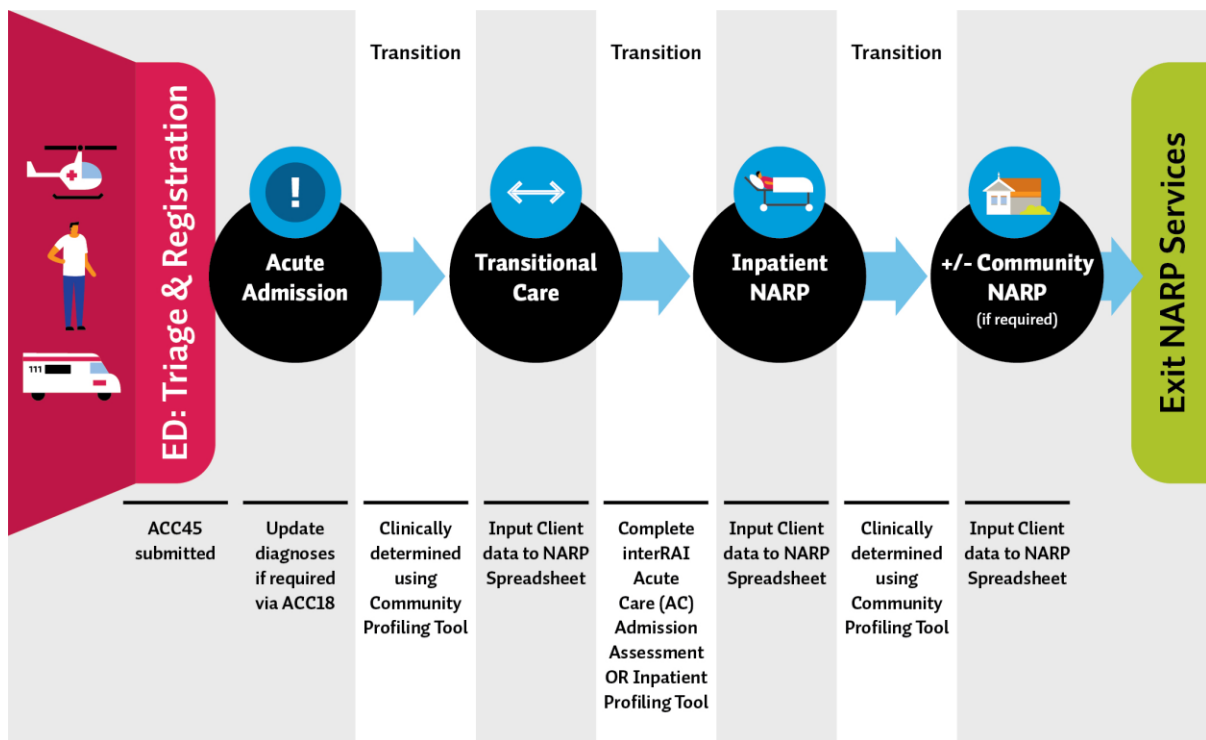 Transition
Transition
Transition
ED: Triage & Registration
111
!
Acute
Admission
Transitional
Care
Inpatient
NARP
+/- Community
NARP
(if required)
Exit NARP Services
ACC45
submitted
Update
diagnoses
if required
via ACC18
Clinically
determined
using
Community
Profiling Tool
Input Client
data to NARP
Spreadsheet
Complete
interRAI
Acute
Care (AC)
Admission
Assessment
OR Inpatient
Profiling Tool
Input Client
data to NARP
Spreadsheet
Clinically
determined
using
Community
Profiling Tool
Input Client
data to NARP
Spreadsheet